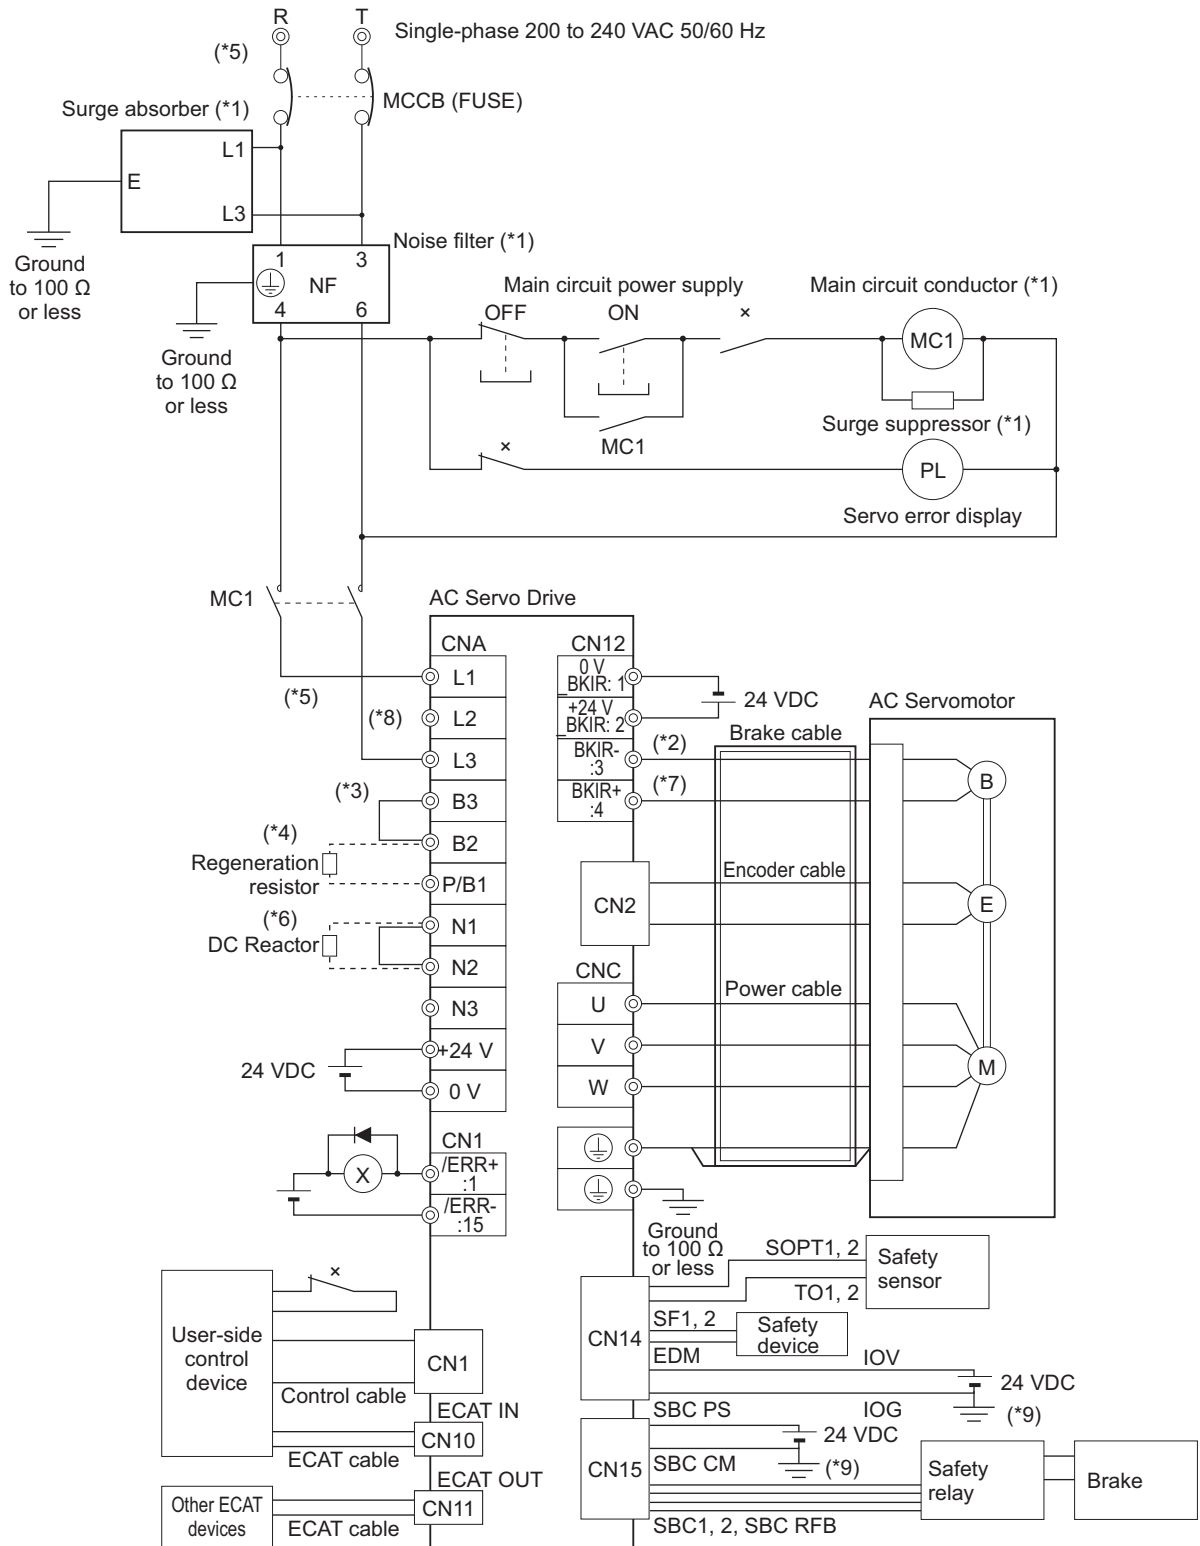 R
T
Single-phase 200 to 240 VAC 50/60 Hz
(*5)
MCCB (FUSE)
Surge absorber (*1)
L1
E
L3
Ground
to 100 Ω
or less
Noise filter (*1)
1
3
NF
4
6
Ground
to 100 Ω
or less
Main circuit power supply
OFF
ON
×
Main circuit conductor (*1)
MC1
MC1
Surge suppressor (*1)
×
PL
Servo error display
MC1
AC Servo Drive
CNA
L1
(*5)
L2
(*8)
L3
(*3)
B3
B2
(*4)
Regeneration
resistor
P/B1
(*6)
DC Reactor
N1
N2
N3
+24 V
24 VDC
0 V
CN1
/ERR+
:1
X
/ERR-
:15
CN12
0 V
_BKIR: 1
+24 V
_BKIR: 2
BKIR-
:3
BKIR+
:4
24 VDC
AC Servomotor
Brake cable
(*2)
(*7)
B
Encoder cable
CN2
E
CNC
Power cable
U
V
W
M
Ground
to 100 Ω
or less
SOPT1, 2
Safety
sensor
TO1, 2
SF1, 2
Safety
device
CN14
EDM
IOV
24 VDC
IOG
(*9)
SBC PS
24 VDC
CN15
SBC CM
(*9)
Safety
relay
Brake
SBC1, 2, SBC RFB
×
User-side
control
device
CN1
Control cable
ECAT IN
CN10
ECAT cable
ECAT OUT
Other ECAT
devices
CN11
ECAT cable